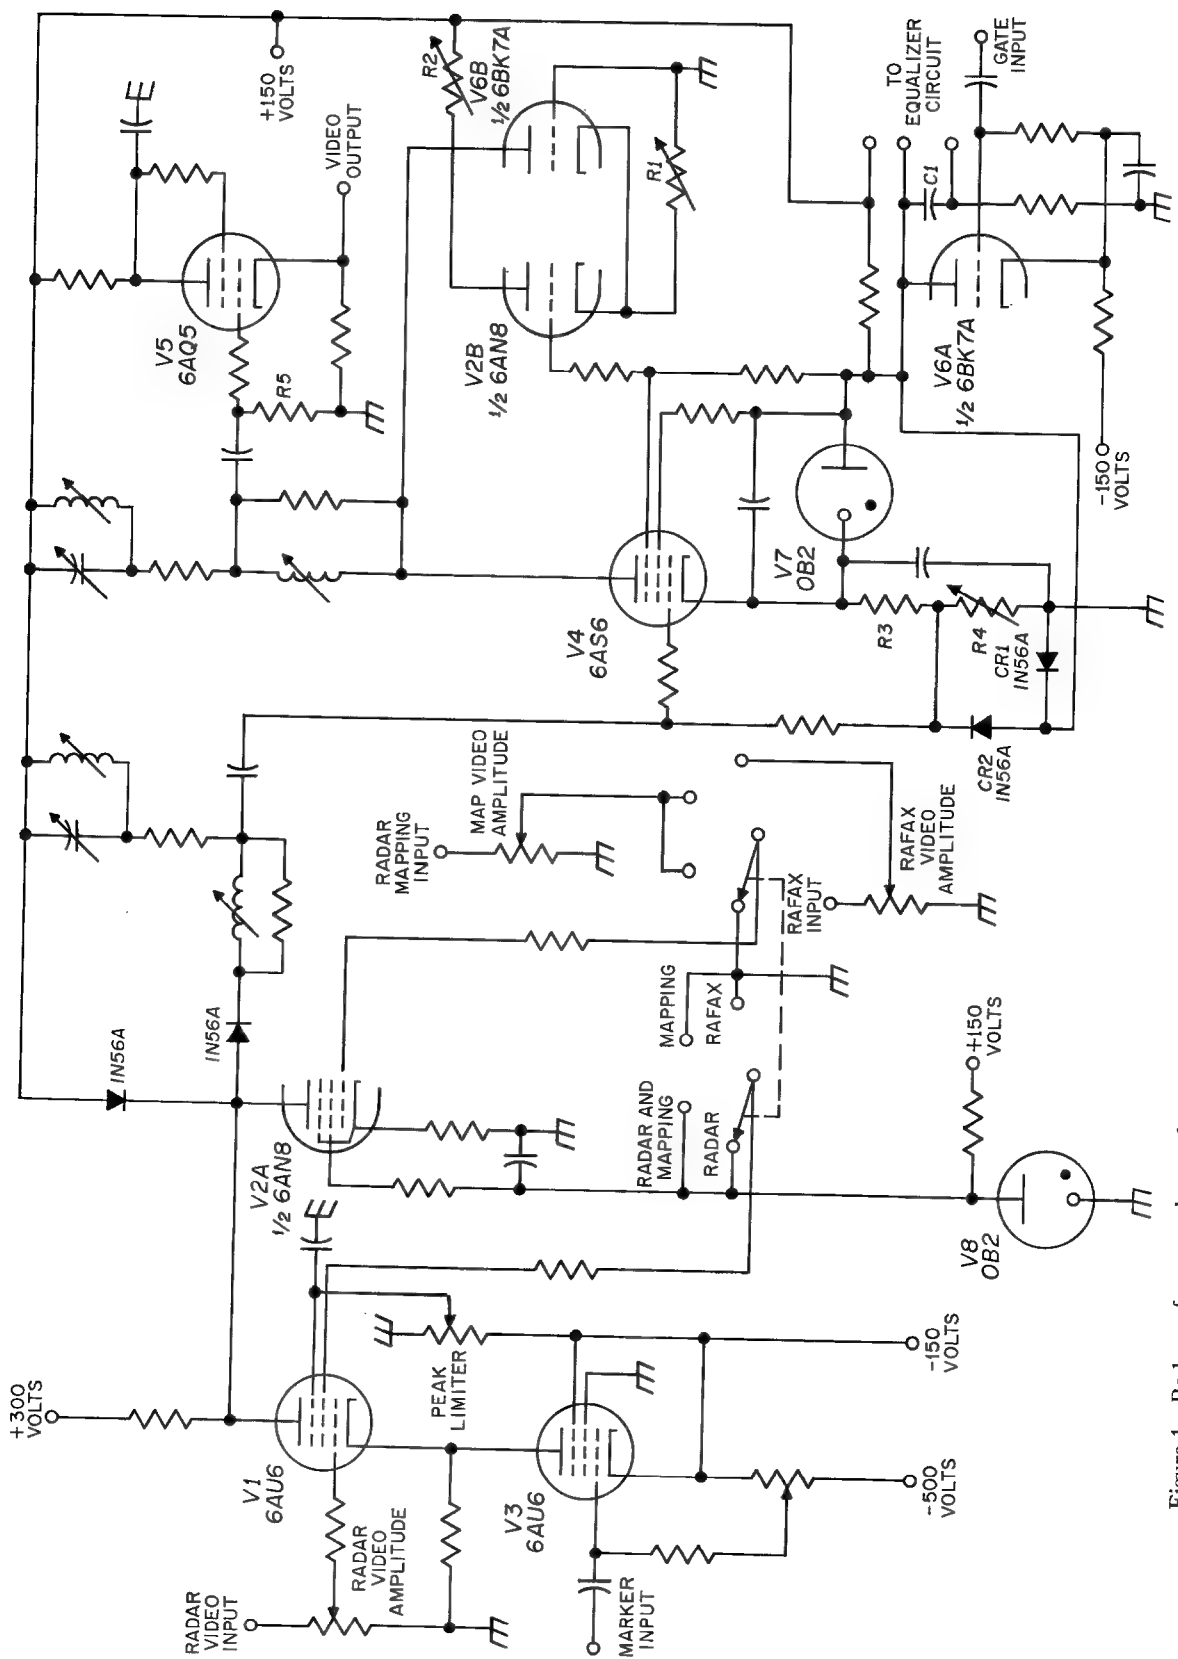 +150
VOLTS
V5
6AQ5
VIDEO
OUTPUT
R5
R2
V6B
1/2 6BK7A
V2B
1/2 6AN8
R1
TO
EQUALIZER
CIRCUIT
GATE
INPUT
C1
V6A
1/2 6BK7A
-150
VOLTS
V4
6AS6
V7
OB2
R3
R4
CR1
IN56A
CR2
IN56A
IN56A
IN56A
V2A
1/2 6AN8
RADAR
MAPPING
INPUT
MAP VIDEO
AMPLITUDE
RAFAX
INPUT
RAFAX
VIDEO
AMPLITUDE
MAPPING
RAFAX
RADAR AND
MAPPING
RADAR
+150
VOLTS
V8
OB2
+300
VOLTS
V1
6AU6
PEAK
LIMITER
V3
6AU6
-150
VOLTS
-500
VOLTS
RADAR
VIDEO
INPUT
RADAR
VIDEO
AMPLITUDE
MARKER
INPUT
Figure 1. Radar